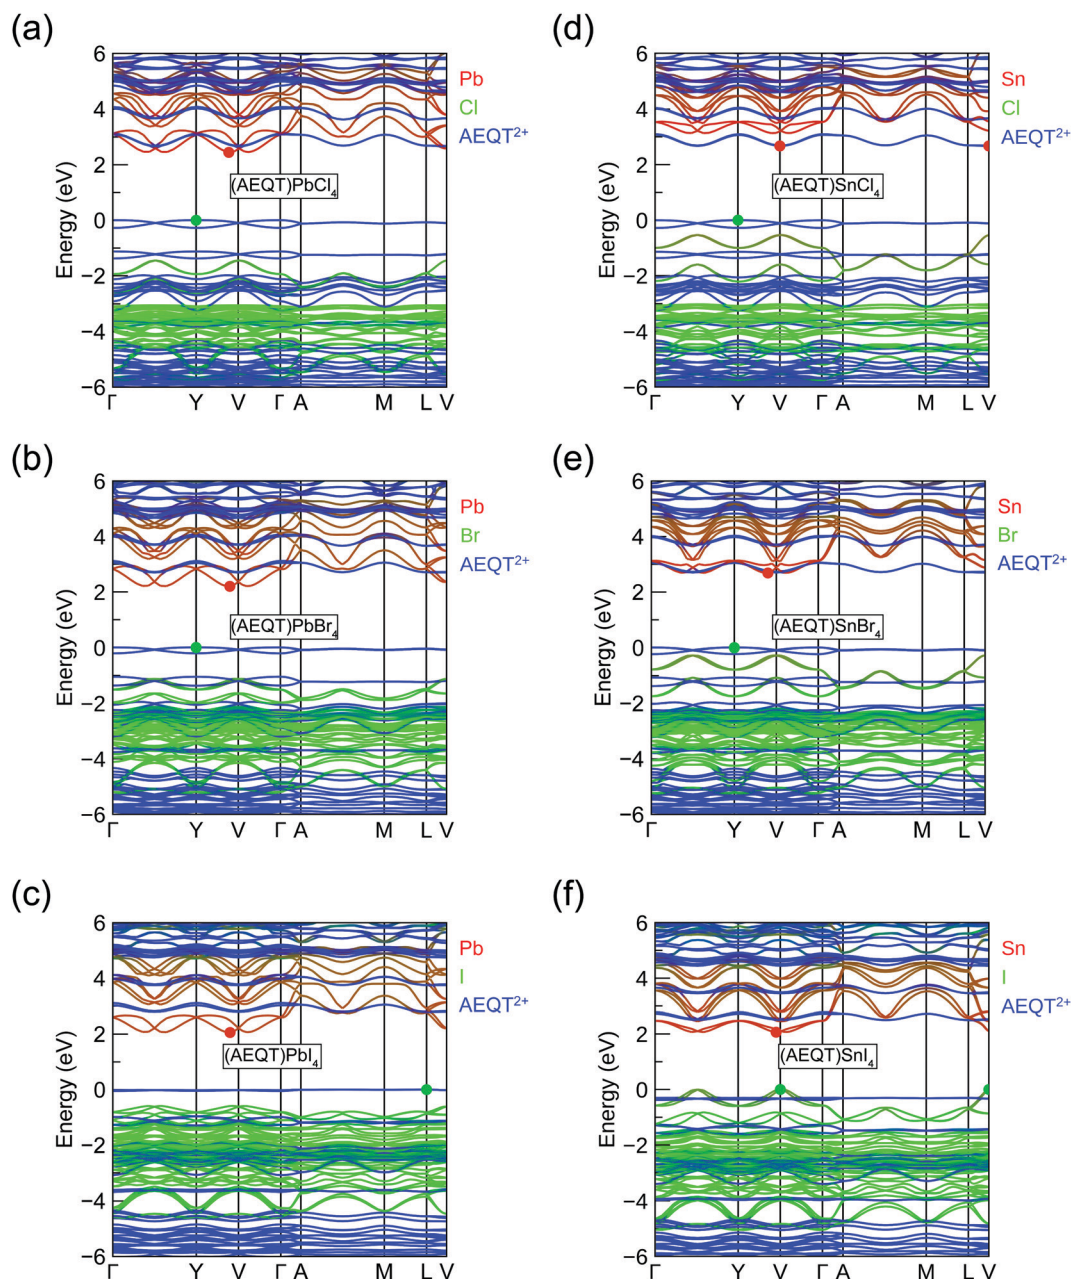 (a)
6
4
2
0
−2
−4
−6
Energy (eV)
Pb
Cl
AEQT²⁺
(AEQT)PbCl₄
Γ Y V Γ A M L V
(d)
6
4
2
0
−2
−4
−6
Energy (eV)
Sn
Cl
AEQT²⁺
(AEQT)SnCl₄
Γ Y V Γ A M L V
(b)
6
4
2
0
−2
−4
−6
Energy (eV)
Pb
Br
AEQT²⁺
(AEQT)PbBr₄
Γ Y V Γ A M L V
(e)
6
4
2
0
−2
−4
−6
Energy (eV)
Sn
Br
AEQT²⁺
(AEQT)SnBr₄
Γ Y V Γ A M L V
(c)
6
4
2
0
−2
−4
−6
Energy (eV)
Pb
I
AEQT²⁺
(AEQT)PbI₄
Γ Y V Γ A M L V
(f)
6
4
2
0
−2
−4
−6
Energy (eV)
Sn
I
AEQT²⁺
(AEQT)SnI₄
Γ Y V Γ A M L V